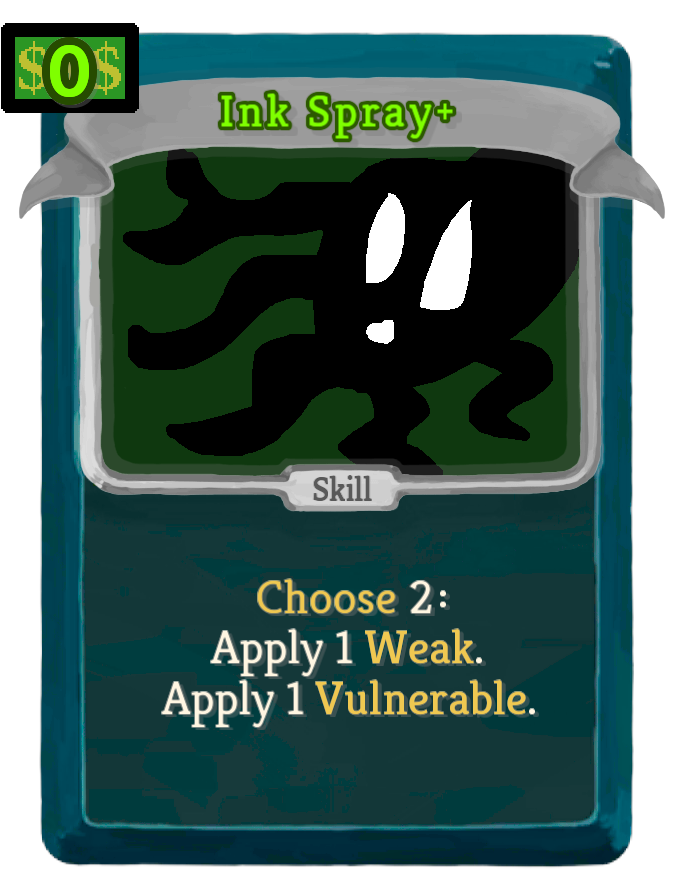 $0$
Ink Spray+
Skill
Choose 2:
Apply 1 Weak.
Apply 1 Vulnerable.